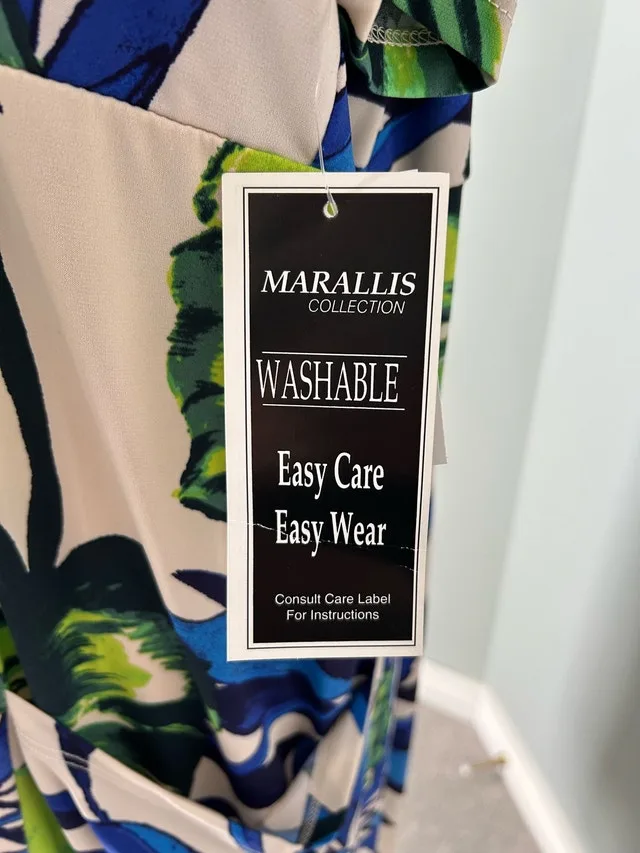 MARALLIS
COLLECTION
WASHABLE
Easy Care
Easy Wear
Consult Care Label
For Instructions